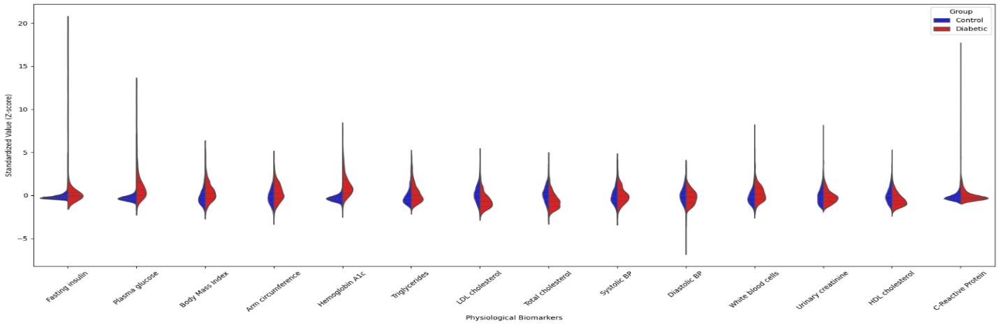 Group
Control
Diabetic
Standardized Value (Z-score)
20
15
10
5
0
−5
Fasting insulin
Plasma glucose
Body Mass Index
Arm circumference
Hemoglobin A1c
Triglycerides
LDL cholesterol
Total cholesterol
Systolic BP
Diastolic BP
White blood cells
Urinary creatinine
HDL cholesterol
C-Reactive Protein
Physiological Biomarkers